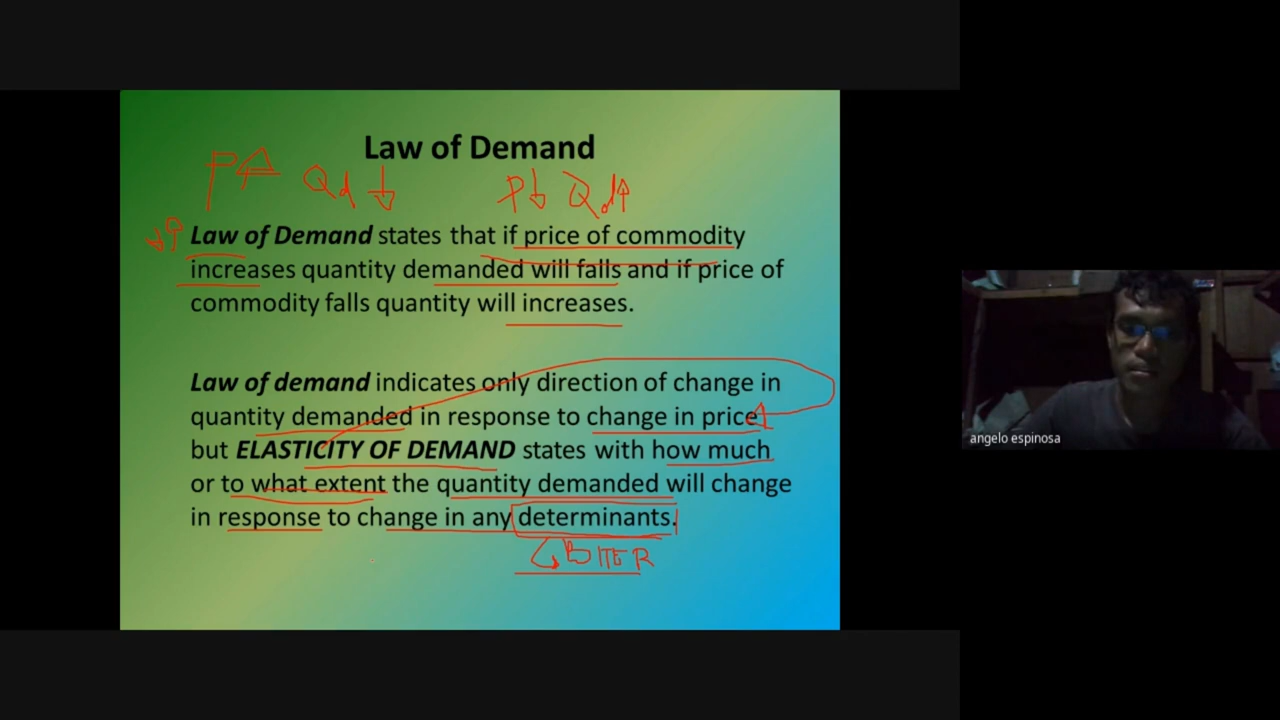 Law of Demand
P↑ Qd ↓ P↓ Qd↑
Law of Demand states that if price of commodity
increases quantity demanded will falls and if price of
commodity falls quantity will increases.
Law of demand indicates only direction of change in
quantity demanded in response to change in price
but ELASTICITY OF DEMAND states with how much
or to what extent the quantity demanded will change
in response to change in any determinants.
angelo espinosa